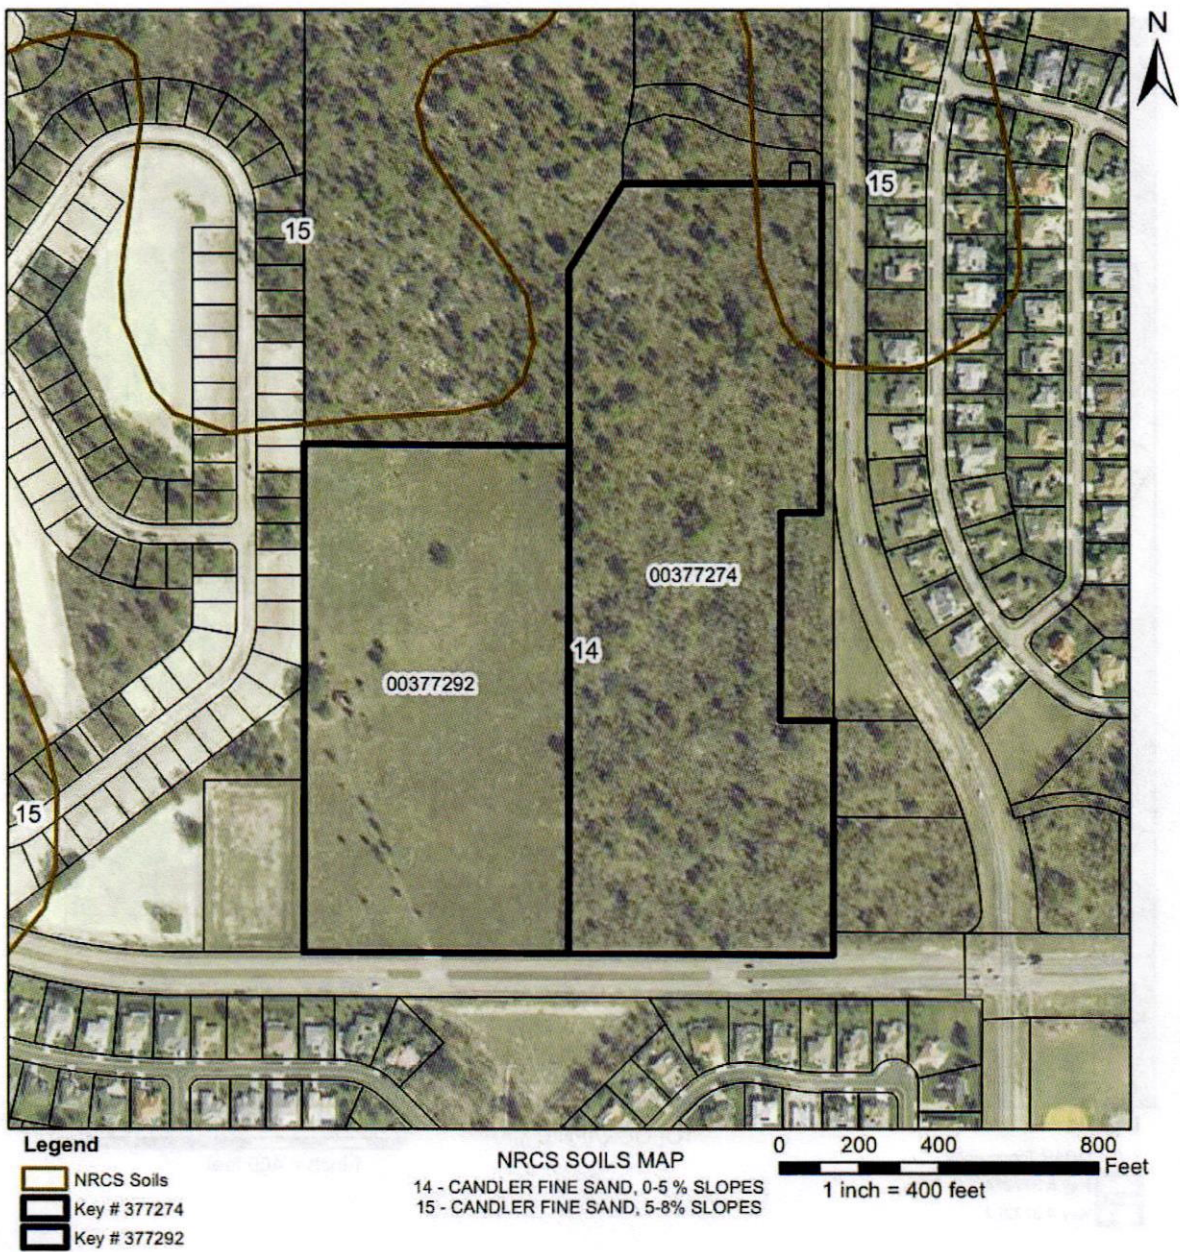 N
15
15
00377274
14
00377292
15
Legend
NRCS Soils
Key # 377274
Key # 377292
NRCS SOILS MAP
14 - CANDLER FINE SAND, 0-5 % SLOPES
15 - CANDLER FINE SAND, 5-8% SLOPES
0 200 400 800
Feet
1 inch = 400 feet